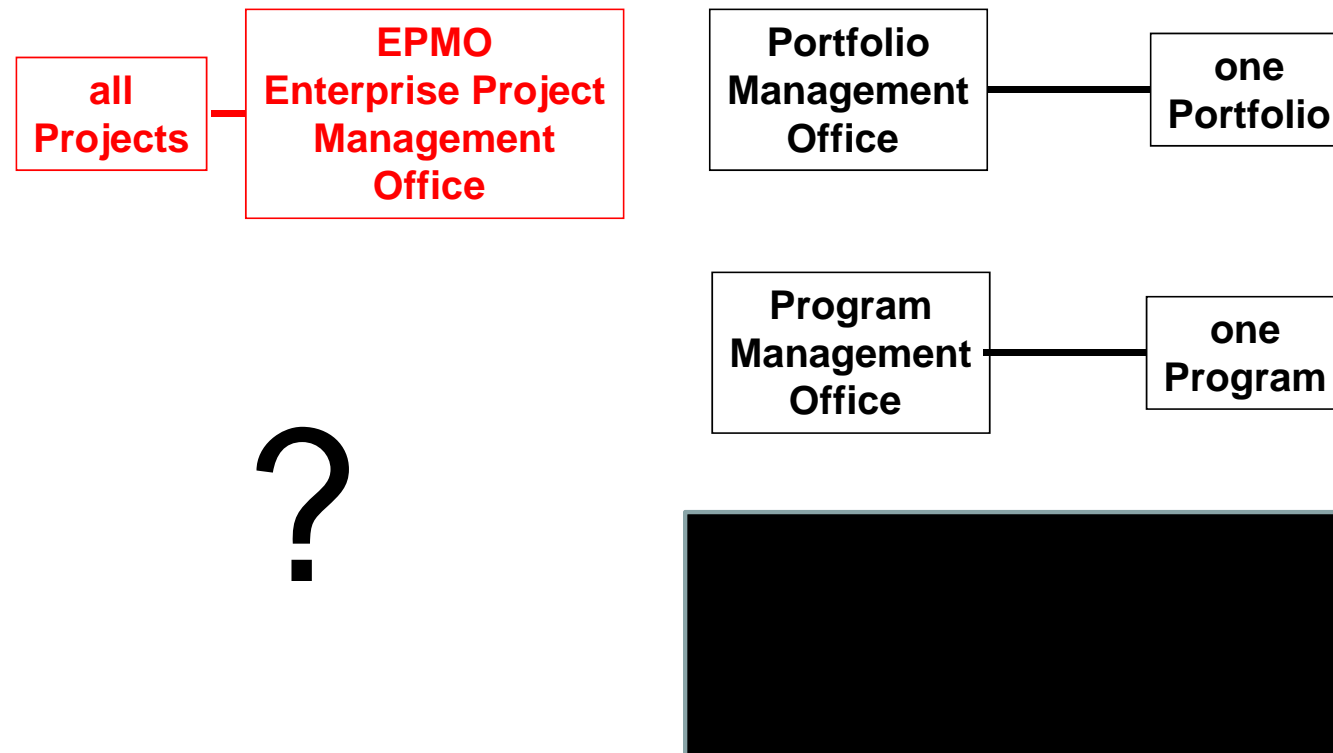 all
Projects
EPMO
Enterprise Project
Management
Office
Portfolio
Management
Office
one
Portfolio
Program
Management
Office
one
Program
?